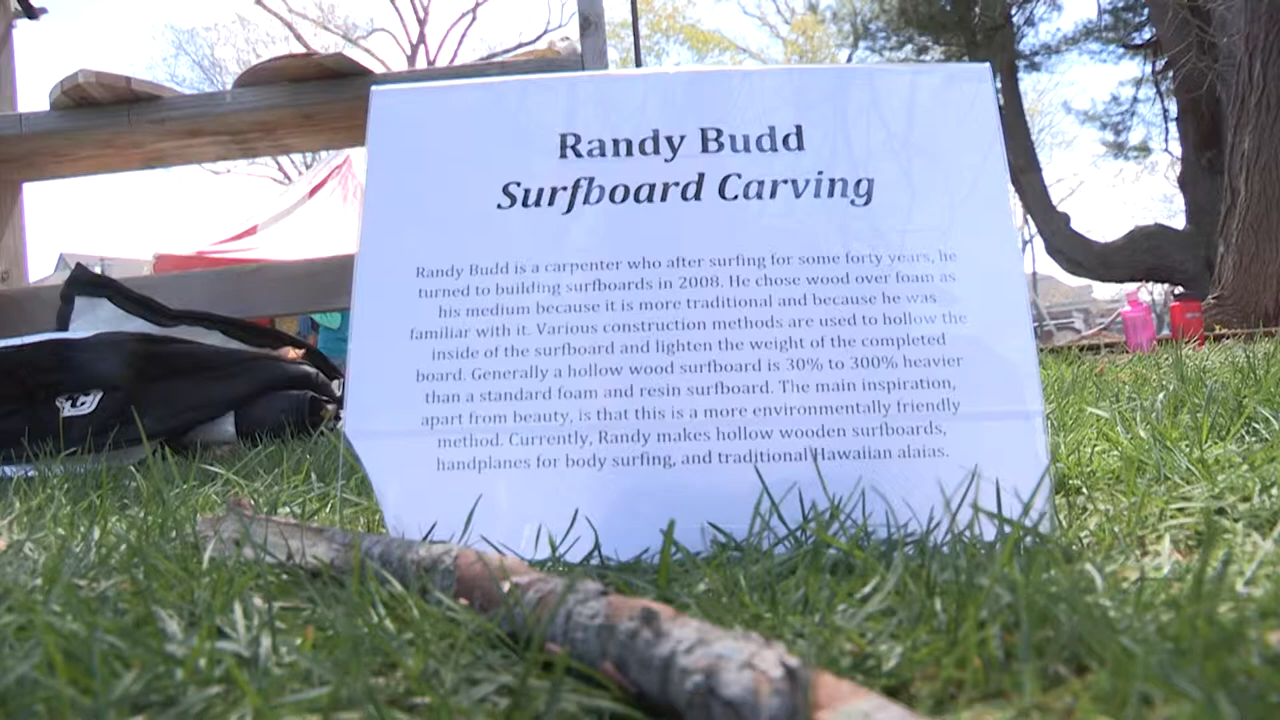 Randy Budd
Surfboard Carving
Randy Budd is a carpenter who after surfing for some forty years, he
turned to building surfboards in 2008. He chose wood over foam as
his medium because it is more traditional and because he was
familiar with it. Various construction methods are used to hollow the
inside of the surfboard and lighten the weight of the completed
board. Generally a hollow wood surfboard is 30% to 300% heavier
than a standard foam and resin surfboard. The main inspiration,
apart from beauty, is that this is a more environmentally friendly
method. Currently, Randy makes hollow wooden surfboards,
handplanes for body surfing, and traditional Hawaiian alaias.